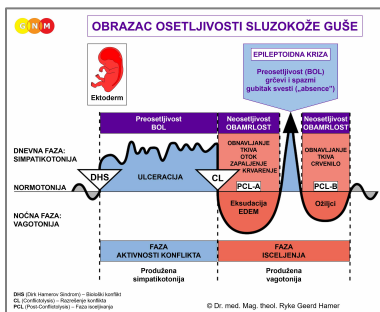 GNM
OBRAZAC OSETLJIVOSTI SLUZOKOŽE GUŠE
EPILEPTOIDNA KRIZA
Preosetljivost (BOL)
grčevi i spazmi
gubitak svesti („absence")
Ektoderm
Preosetljivost
BOL
Neosetljivost
OBAMRLOST
Neosetljivost
OBAMRLOST
DNEVNA FAZA:
SIMPATIKOTONIJA
OBNAVLJANJE
TKIVA
OTOK
ZAPALJENJE
KRVARENJE
OBNAVLJANJE
TKIVA
CRVENILO
DHS
ULCERACIJA
CL
NORMOTONIJA
PCL-A
PCL-B
NOĆNA FAZA:
VAGOTONIJA
Eksudacija
EDEM
Ožiljci
FAZA
AKTIVNOSTI KONFLIKTA
FAZA
ISCELJENJA
Produžena
simpatikotonija
Produžena
vagotonija
DHS (Dirk Hamerov Sindrom) – Biološki konflikt
CL (Conflictolysis) – Razrešenje konflikta
PCL (Post-Conflictolysis) – Faza isceljivanja
© Dr. med. Mag. theol. Ryke Geerd Hamer